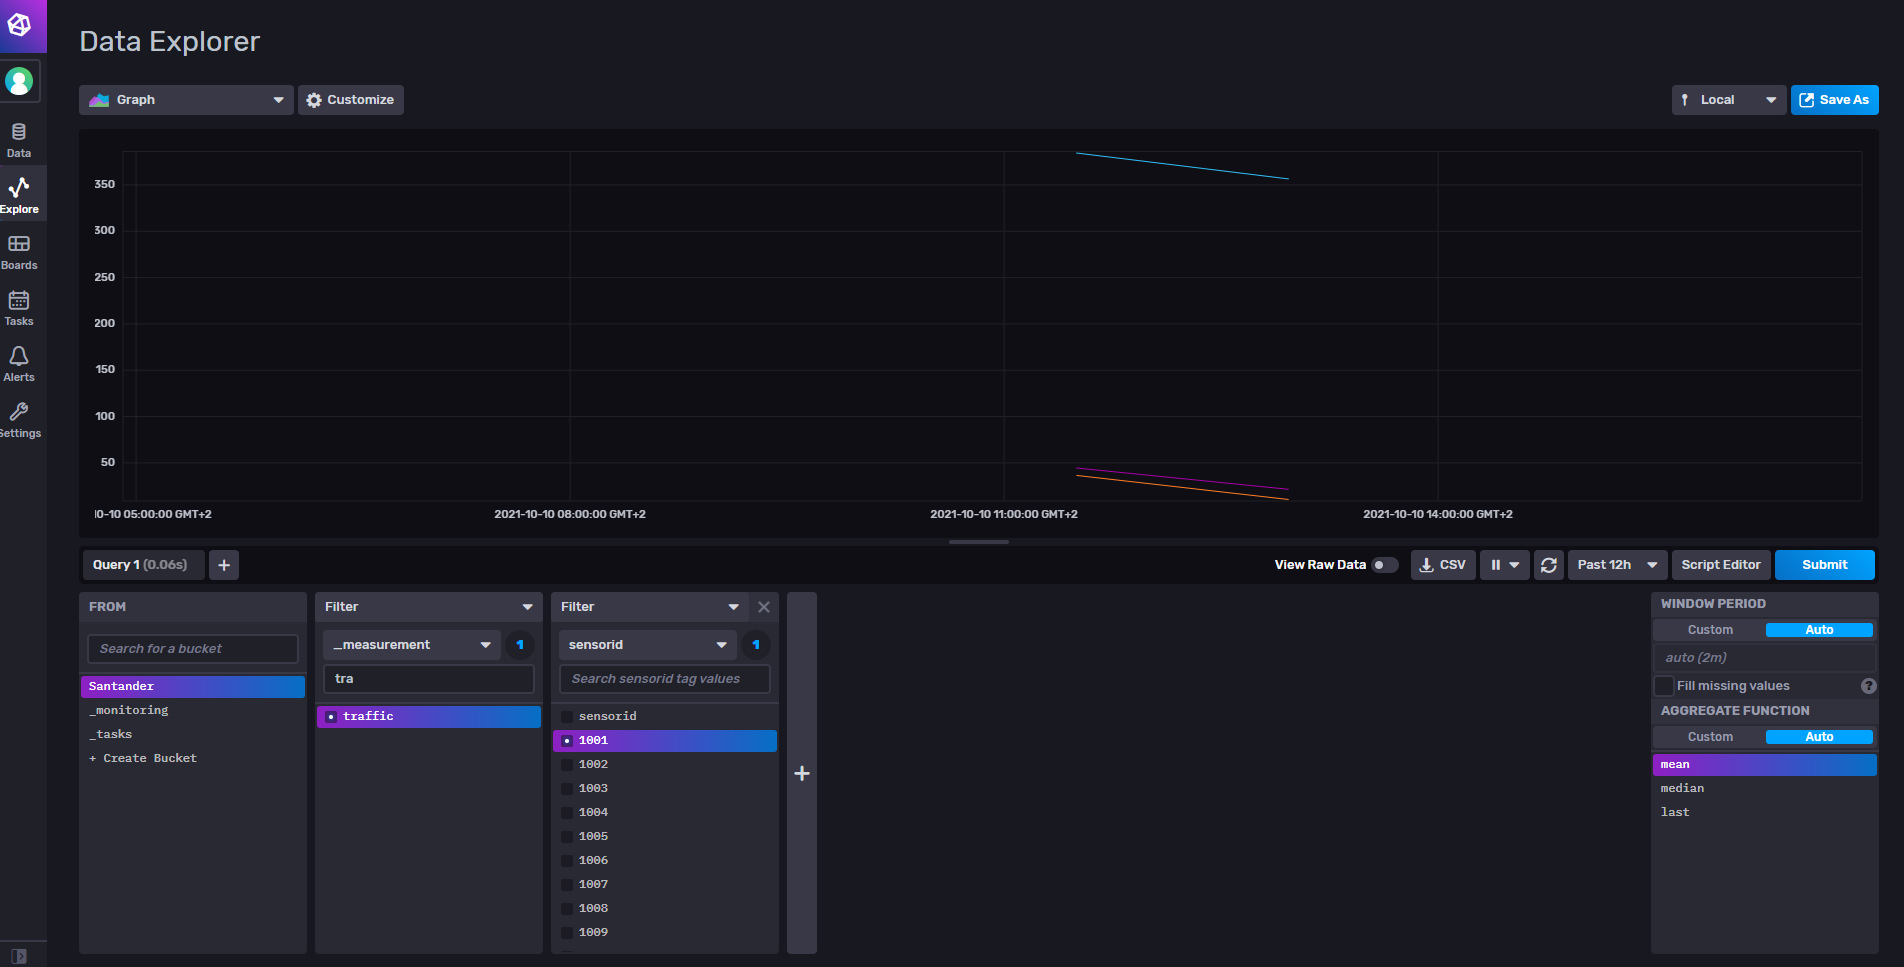 Data Explorer
Graph
Customize
Local
Save As
Data
Explore
Boards
Tasks
Alerts
Settings
350
300
250
200
150
100
50
10-10 05:00:00 GMT+2
2021-10-10 08:00:00 GMT+2
2021-10-10 11:00:00 GMT+2
2021-10-10 14:00:00 GMT+2
Query 1 (0.06s)
+
View Raw Data
CSV
Past 12h
Script Editor
Submit
FROM
Search for a bucket
Santander
_monitoring
_tasks
+ Create Bucket
Filter
_measurement
1
tra
traffic
Filter
sensorid
1
Search sensorid tag values
sensorid
1001
1002
1003
1004
1005
1006
1007
1008
1009
+
WINDOW PERIOD
Custom
Auto
auto (2m)
Fill missing values
?
AGGREGATE FUNCTION
Custom
Auto
mean
median
last